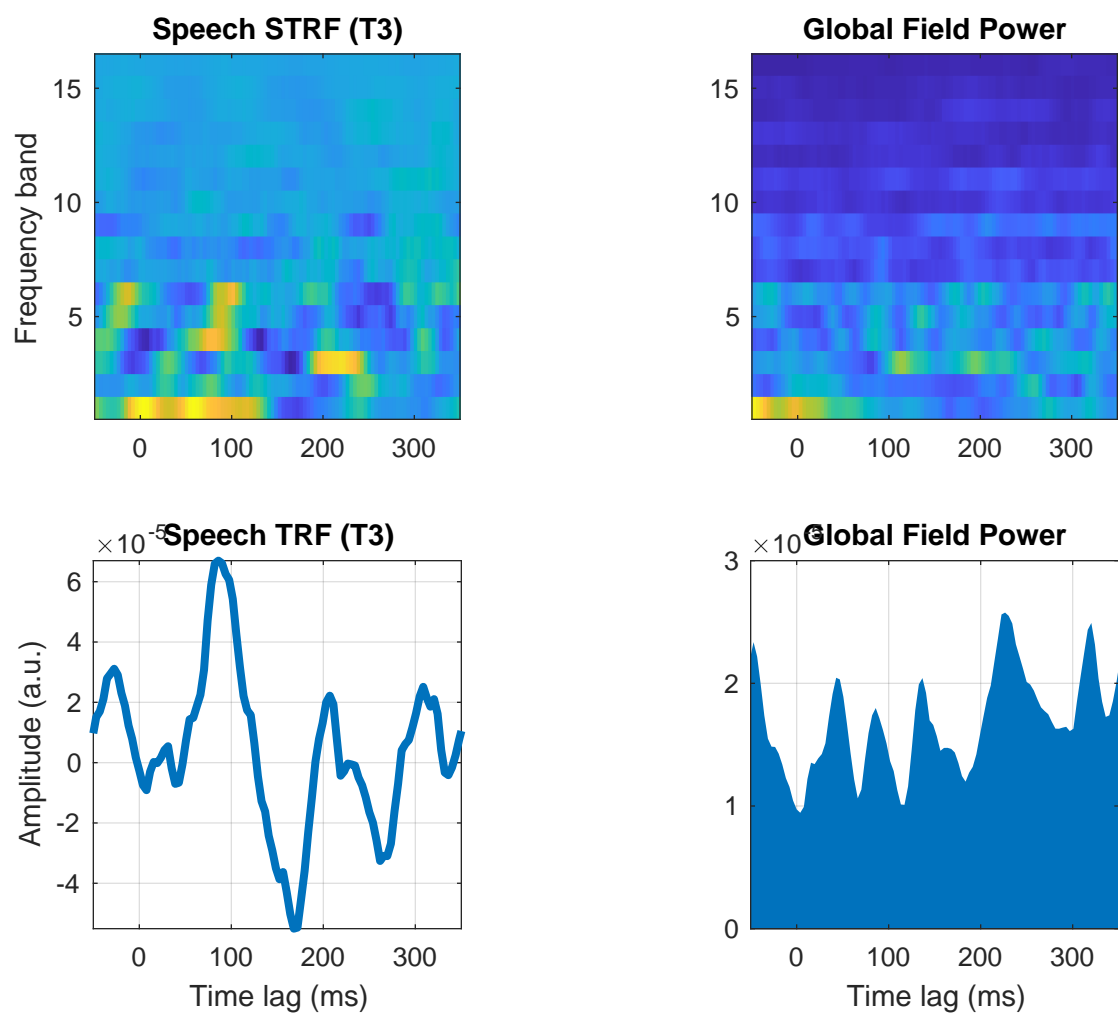 Speech STRF (T3)
Global Field Power
Frequency band
15
10
5
0 100 200 300
15
10
5
0 100 200 300
×10⁻⁵
Speech TRF (T3)
Amplitude (a.u.)
6
4
2
0
-2
-4
0 100 200 300
Time lag (ms)
×10
Global Field Power
3
2
1
0
0 100 200 300
Time lag (ms)